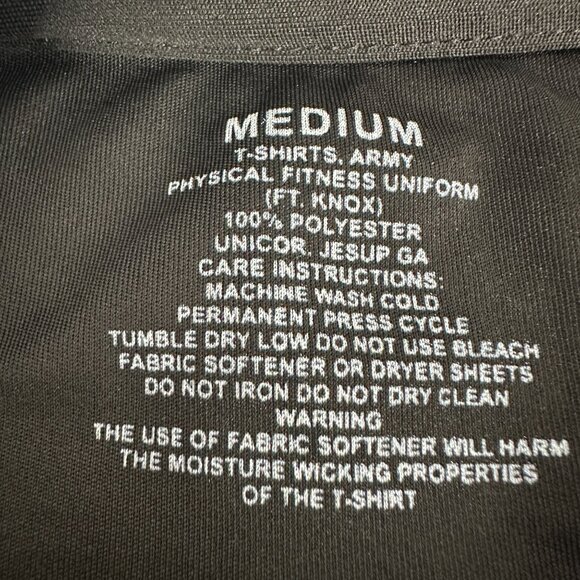 MEDIUM
T-SHIRTS, ARMY
PHYSICAL FITNESS UNIFORM
(FT. KNOX)
100% POLYESTER
UNICOR, JESUP GA
CARE INSTRUCTIONS:
MACHINE WASH COLD
PERMANENT PRESS CYCLE
TUMBLE DRY LOW DO NOT USE BLEACH
FABRIC SOFTENER OR DRYER SHEETS
DO NOT IRON DO NOT DRY CLEAN
WARNING
THE USE OF FABRIC SOFTENER WILL HARM
THE MOISTURE WICKING PROPERTIES
OF THE T-SHIRT